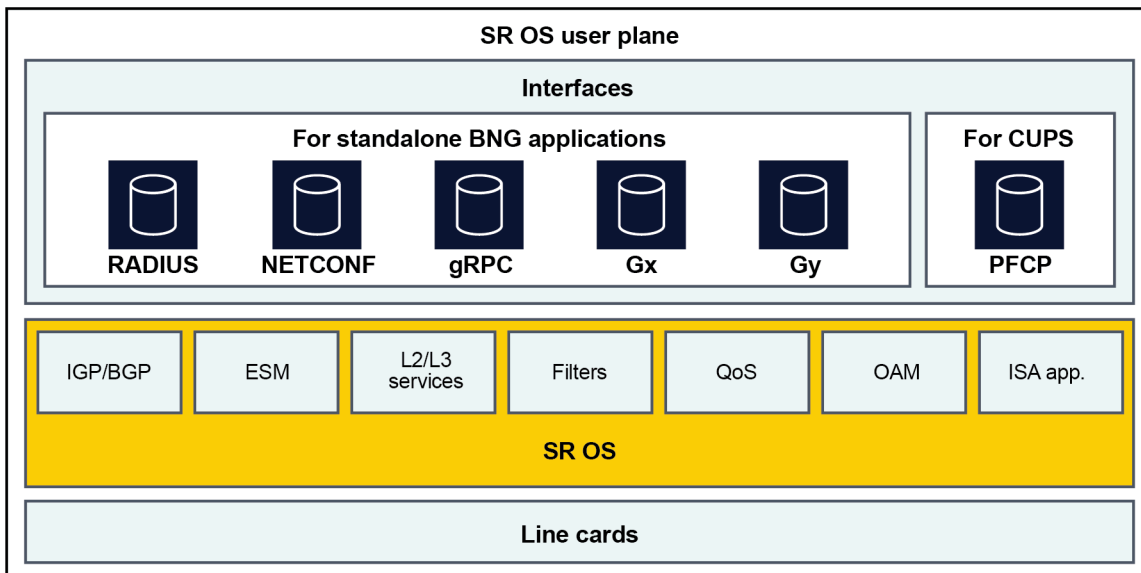 SR OS user plane
Interfaces
For standalone BNG applications
For CUPS
RADIUS
NETCONF
gRPC
Gx
Gy
PFCP
IGP/BGP
ESM
L2/L3
services
Filters
QoS
OAM
ISA app.
SR OS
Line cards